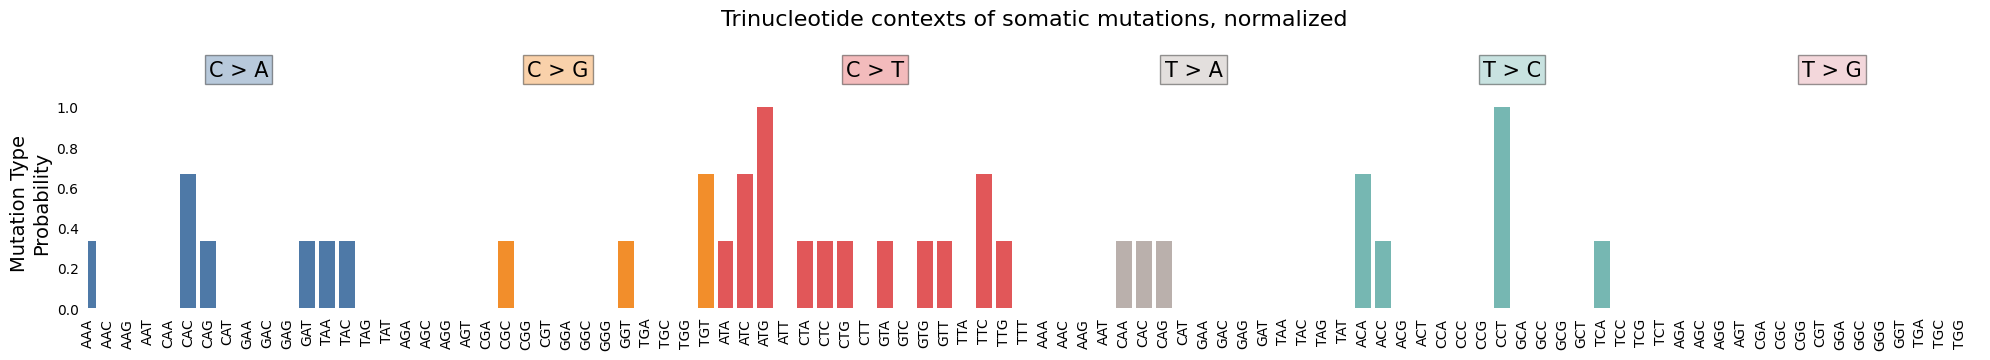 Trinucleotide contexts of somatic mutations, normalized
C > A C > G C > T T > A T > C T > G
Mutation Type
Probability
1.0
0.8
0.6
0.4
0.2
0.0
AAA AAC AAG AAT CAA CAC CAG CAT GAA GAC GAG GAT TAA TAC TAG TAT AGA AGC AGG AGT CGA CGC CGG CGT GGA GGC GGG GGT TGA TGC TGG TGT ATA ATC ATG ATT CTA CTC CTG CTT GTA GTC GTG GTT TTA TTC TTG TTT AAA AAC AAG AAT CAA CAC CAG CAT GAA GAC GAG GAT TAA TAC TAG TAT ACA ACC ACG ACT CCA CCC CCG CCT GCA GCC GCG GCT TCA TCC TCG TCT AGA AGC AGG AGT CGA CGC CGG CGT GGA GGC GGG GGT TGA TGC TGG